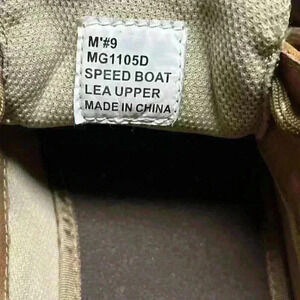 M'#9
MG1105D
SPEED BOAT
LEA UPPER
MADE IN CHINA